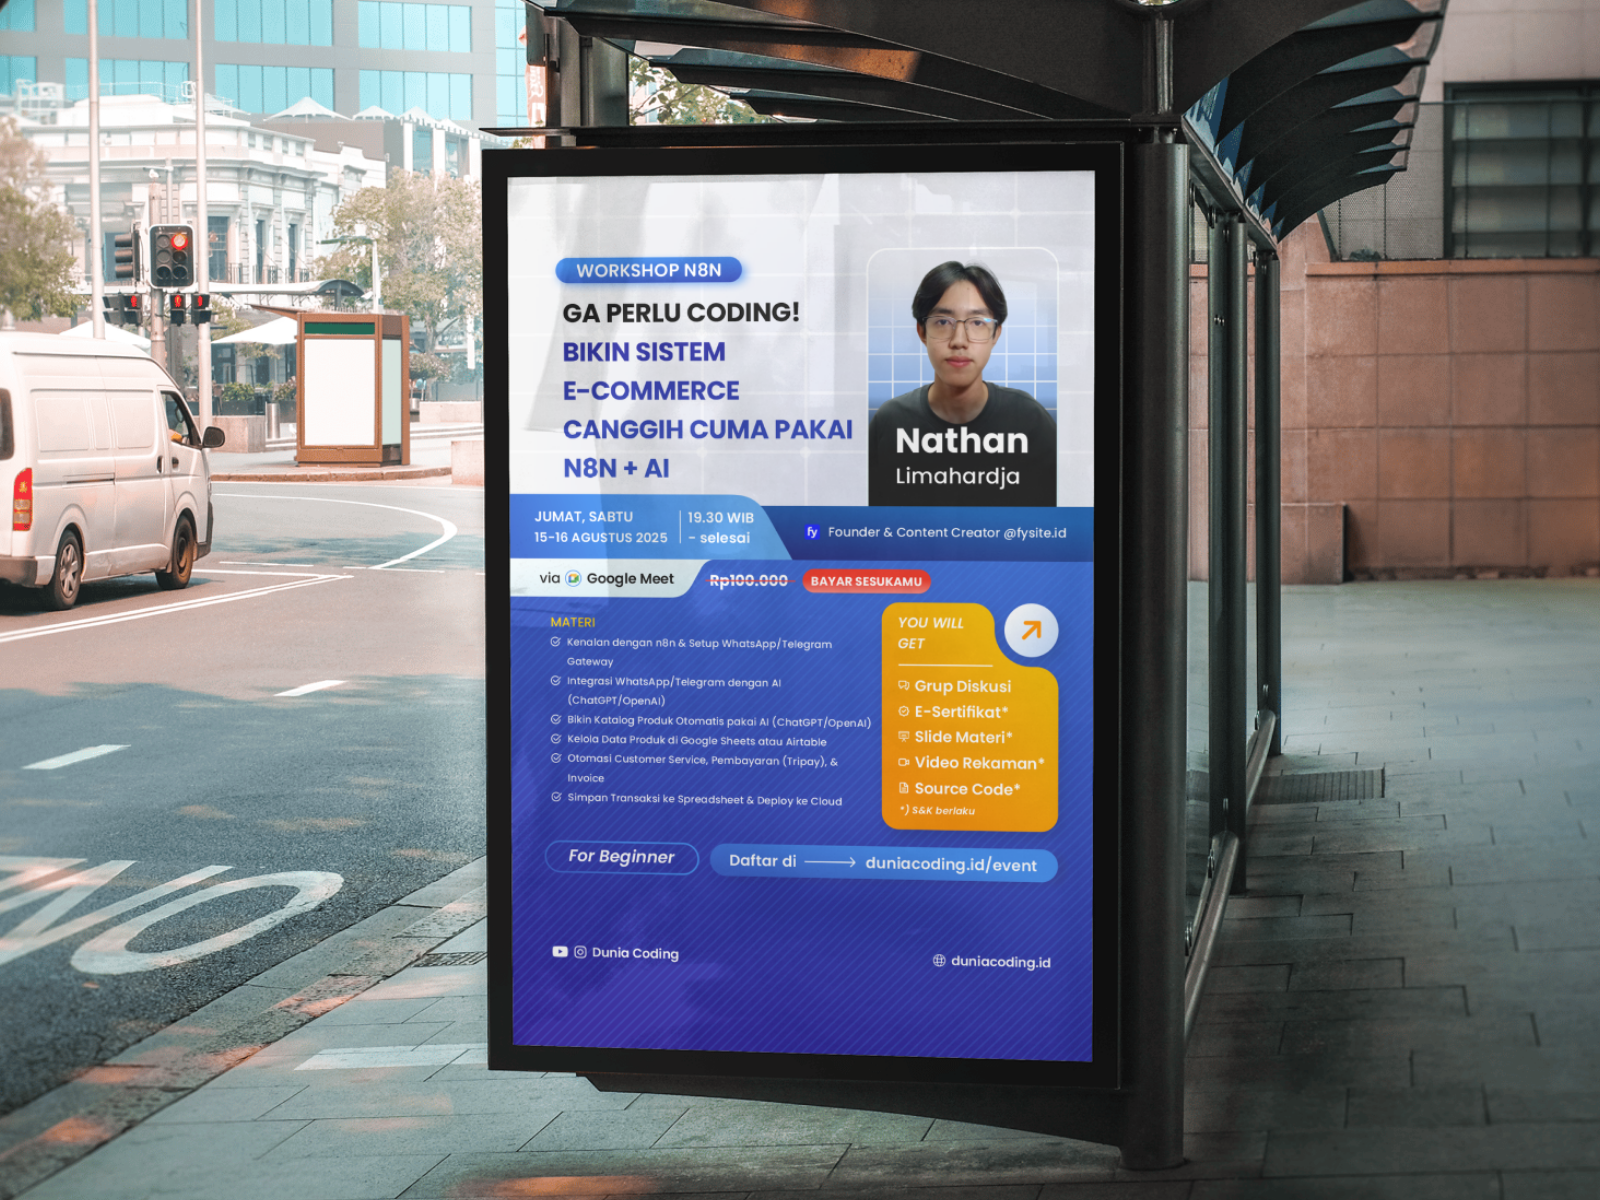 WORKSHOP N8N
GA PERLU CODING!
BIKIN SISTEM
E-COMMERCE
CANGGIH CUMA PAKAI
N8N + AI
Nathan
Limahardja
JUMAT, SABTU
15-16 AGUSTUS 2025
19.30 WIB
- selesai
fy Founder & Content Creator @fysite.id
via Google Meet
Rp100.000
BAYAR SESUKAMU
MATERI
Kenalan dengan n8n & Setup WhatsApp/Telegram
Gateway
Integrasi WhatsApp/Telegram dengan AI
(ChatGPT/OpenAI)
Bikin Katalog Produk Otomatis pakai AI (ChatGPT/OpenAI)
Kelola Data Produk di Google Sheets atau Airtable
Otomasi Customer Service, Pembayaran (Tripay), &
Invoice
Simpan Transaksi ke Spreadsheet & Deploy ke Cloud
YOU WILL
GET
Grup Diskusi
E-Sertifikat*
Slide Materi*
Video Rekaman*
Source Code*
*) S&K berlaku
For Beginner
Daftar di duniacoding.id/event
Dunia Coding
duniacoding.id
NO